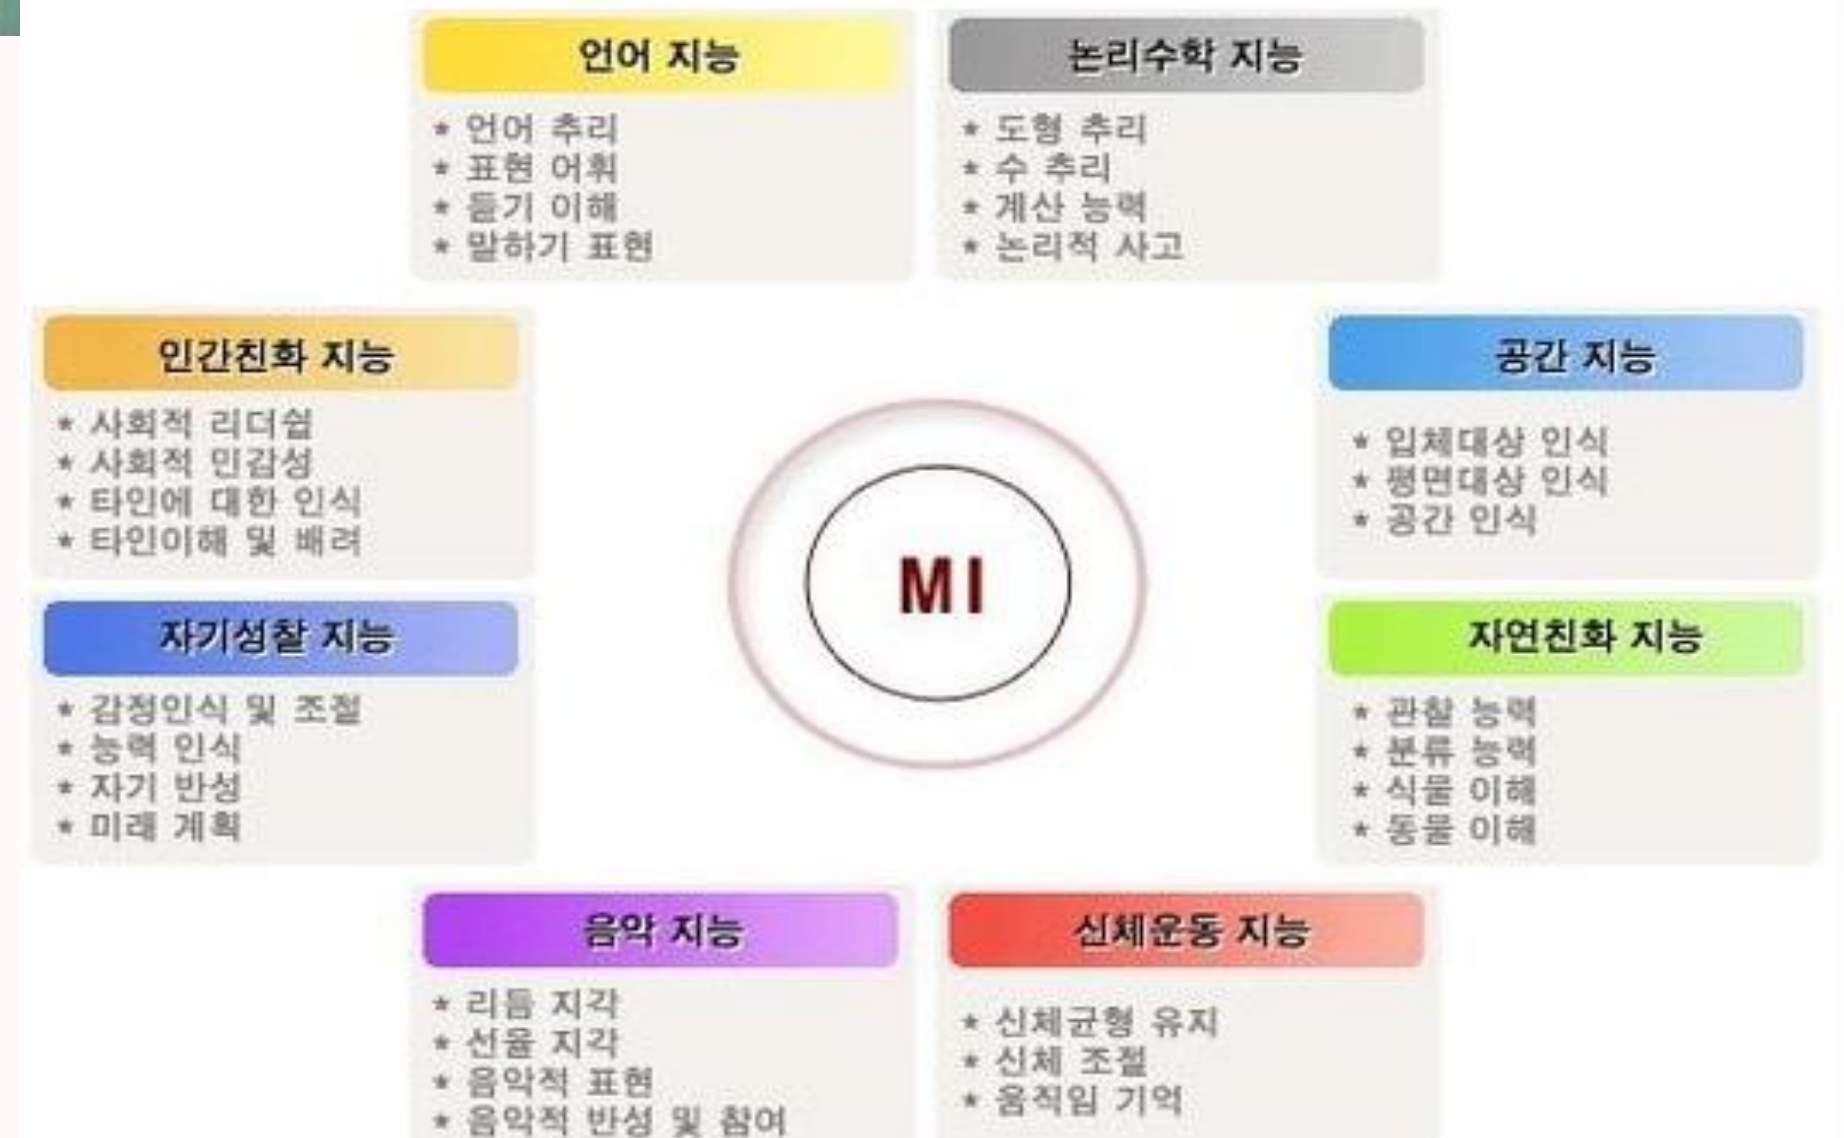 언어 지능
* 언어 추리
* 표현 어휘
* 듣기 이해
* 말하기 표현
논리수학 지능
* 도형 추리
* 수 추리
* 계산 능력
* 논리적 사고
인간친화 지능
* 사회적 리더쉽
* 사회적 민감성
* 타인에 대한 인식
* 타인이해 및 배려
공간 지능
* 입체대상 인식
* 평면대상 인식
* 공간 인식
MI
자기성찰 지능
* 감정인식 및 조절
* 능력 인식
* 자기 반성
* 미래 계획
자연친화 지능
* 관찰 능력
* 분류 능력
* 식물 이해
* 동물 이해
음악 지능
* 리듬 지각
* 선율 지각
* 음악적 표현
* 음악적 반성 및 참여
신체운동 지능
* 신체균형 유지
* 신체 조절
* 움직임 기억